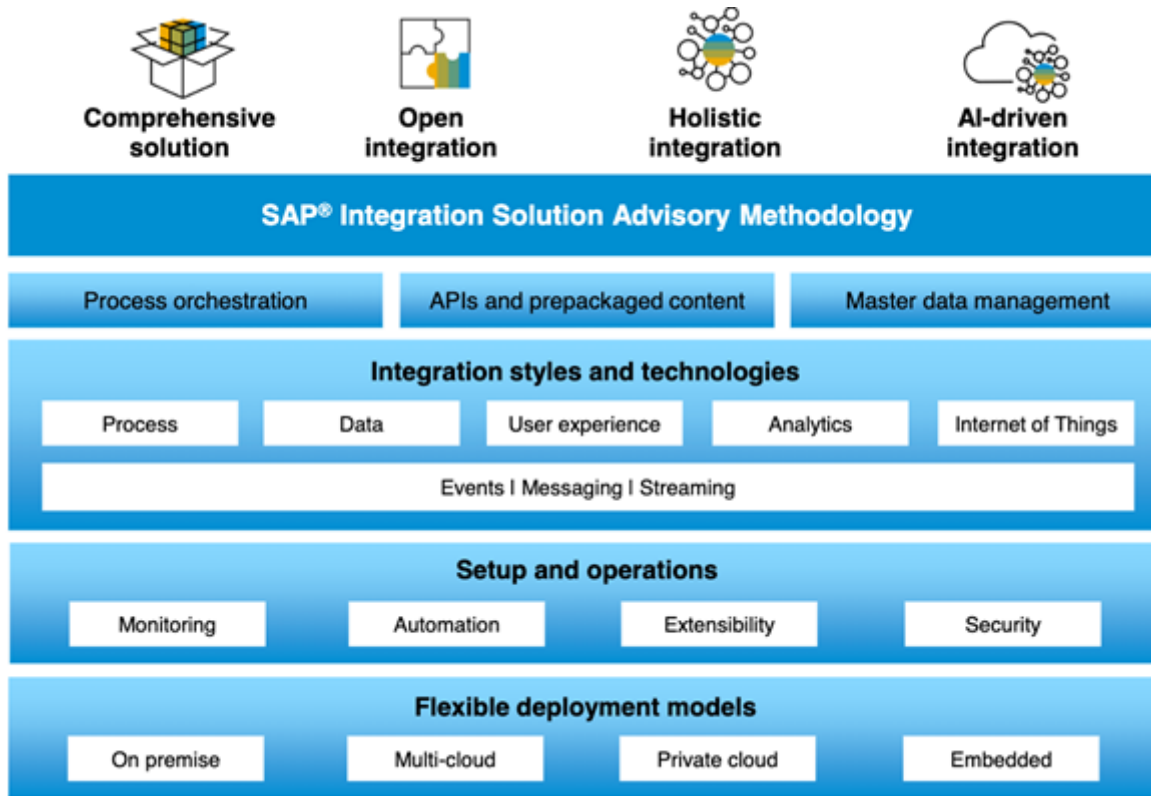 Comprehensive
solution
Open
integration
Holistic
integration
AI-driven
integration
SAP® Integration Solution Advisory Methodology
Process orchestration
APIs and prepackaged content
Master data management
Integration styles and technologies
Process
Data
User experience
Analytics
Internet of Things
Events | Messaging | Streaming
Setup and operations
Monitoring
Automation
Extensibility
Security
Flexible deployment models
On premise
Multi-cloud
Private cloud
Embedded